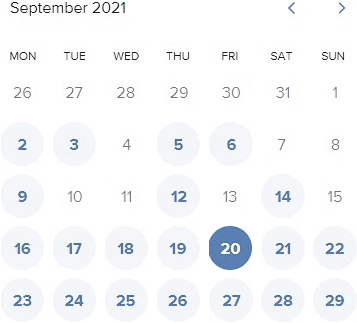 September 2021
MON TUE WED THU FRI SAT SUN
26 27 28 29 30 31 1
2 3 4 5 6 7 8
9 10 11 12 13 14 15
16 17 18 19 20 21 22
23 24 25 26 27 28 29